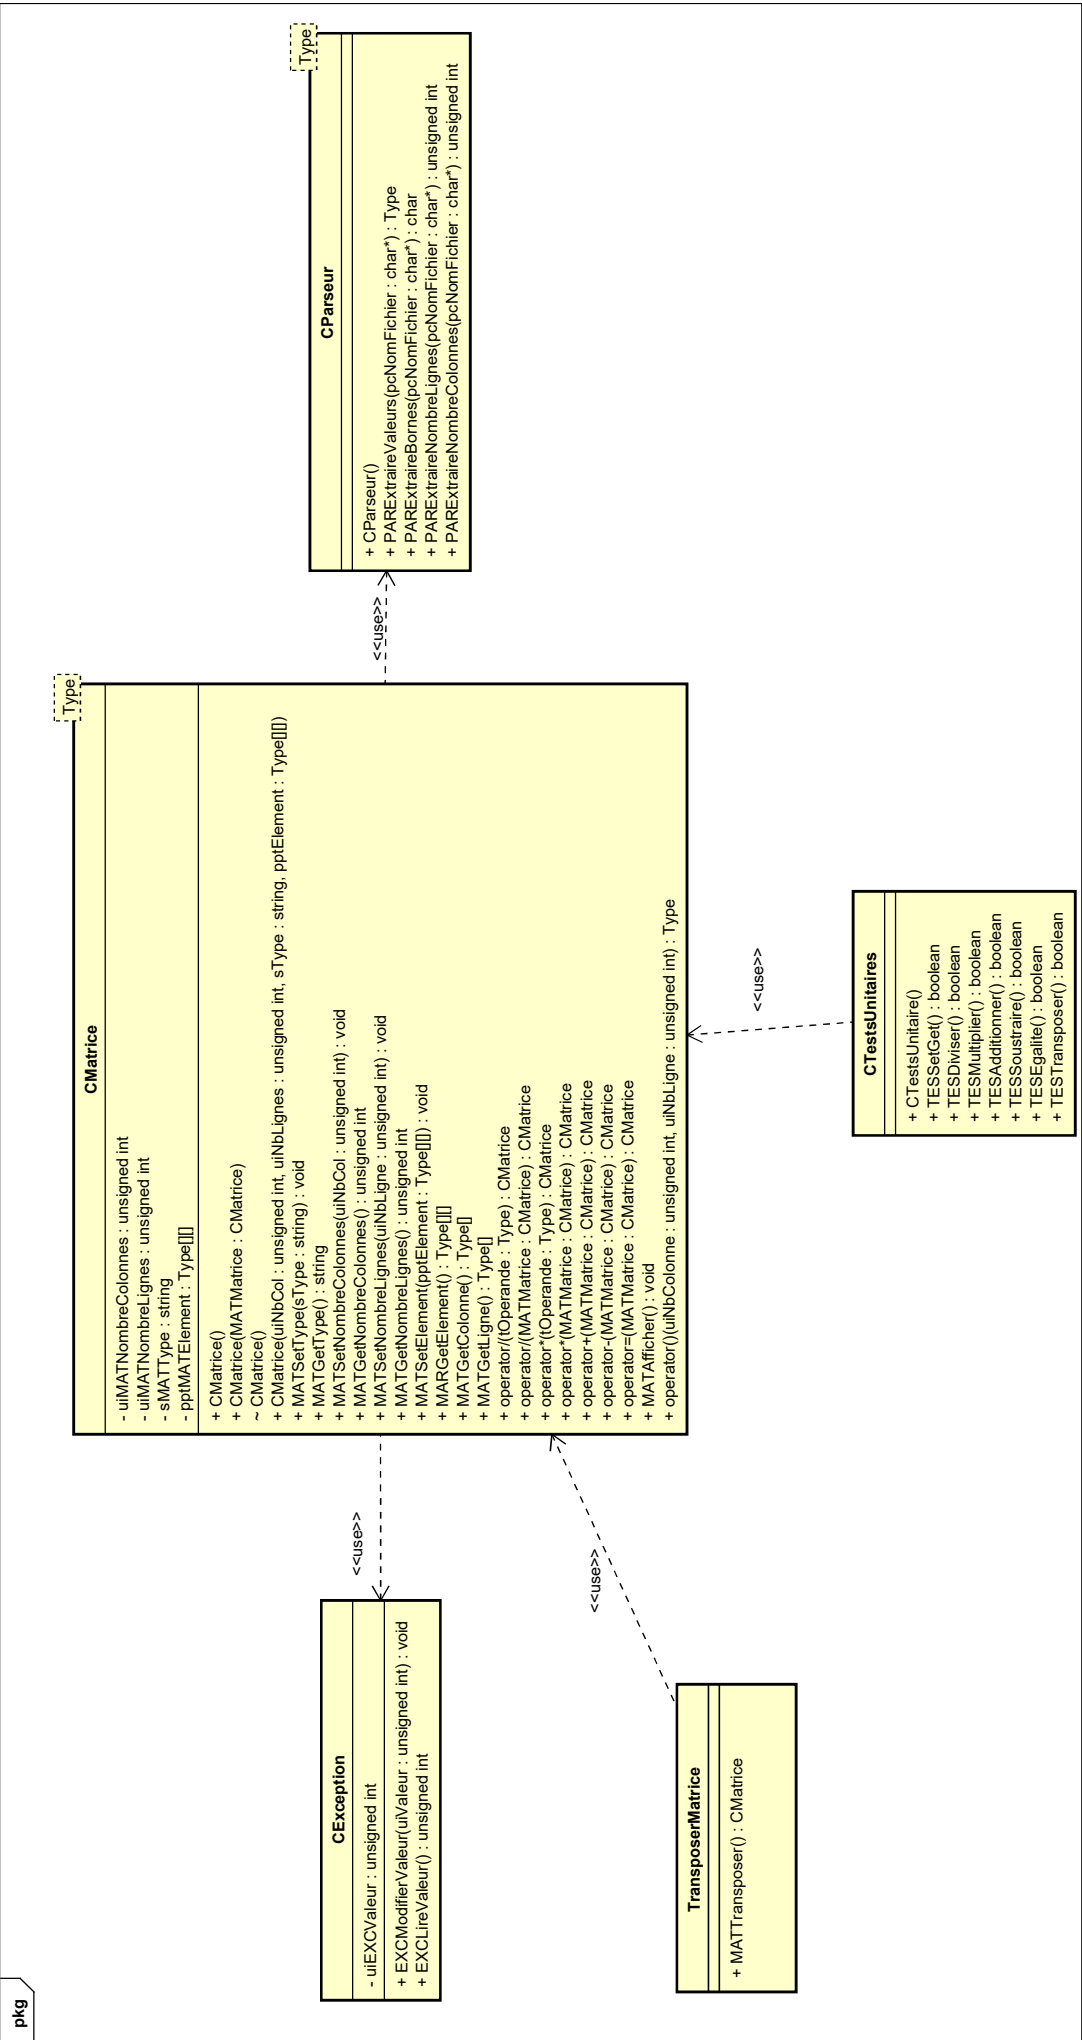 pkg
CException
- uiEXCValeur : unsigned int
+ EXCModifierValeur(uiValeur : unsigned int) : void
+ EXCLireValeur() : unsigned int
<<use>>
TransposerMatrice
+ MATTransposer() : CMatrice
<<use>>
Type
CMatrice
- uiMATNombreColonnes : unsigned int
- uiMATNombreLignes : unsigned int
- sMATType : string
- pptMATElement : Type[][]
+ CMatrice()
+ CMatrice(MATMatrice : CMatrice)
~ CMatrice()
+ CMatrice(uiNbCol : unsigned int, uiNbLignes : unsigned int, sType : string, pptElement : Type[][])
+ MATSetType(sType : string) : void
+ MATGetType() : string
+ MATSetNombreColonnes(uiNbCol : unsigned int) : void
+ MATGetNombreColonnes() : unsigned int
+ MATSetNombreLignes(uiNbLigne : unsigned int) : void
+ MATGetNombreLignes() : unsigned int
+ MATSetElement(pptElement : Type[][]) : void
+ MARGetElement() : Type[][]
+ MATGetColonne() : Type[]
+ MATGetLigne() : Type[]
+ operator/(tOperande : Type) : CMatrice
+ operator/(MATMatrice : CMatrice) : CMatrice
+ operator*(tOperande : Type) : CMatrice
+ operator*(MATMatrice : CMatrice) : CMatrice
+ operator+(MATMatrice : CMatrice) : CMatrice
+ operator-(MATMatrice : CMatrice) : CMatrice
+ operator=(MATMatrice : CMatrice) : CMatrice
+ MATAfficher() : void
+ operator()(uiNbColonne : unsigned int, uiNbLigne : unsigned int) : Type
<<use>>
CTestsUnitaires
+ CTestsUnitaire()
+ TESSetGet() : boolean
+ TESDiviser() : boolean
+ TESMultiplier() : boolean
+ TESAdditionner() : boolean
+ TESSoustraire() : boolean
+ TESEgalite() : boolean
+ TESTransposer() : boolean
<<use>>
Type
CParseur
+ CParseur()
+ PARExtraireValeurs(pcNomFichier : char*) : Type
+ PARExtraireBornes(pcNomFichier : char*) : char
+ PARExtraireNombreLignes(pcNomFichier : char*) : unsigned int
+ PARExtraireNombreColonnes(pcNomFichier : char*) : unsigned int